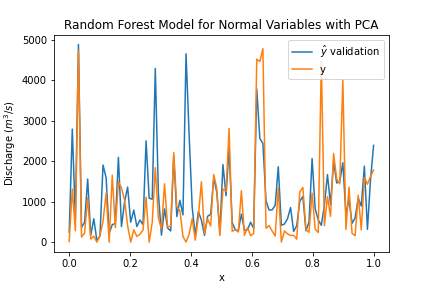 Random Forest Model for Normal Variables with PCA
5000
4000
3000
2000
1000
0
Discharge (m³/s)
ŷ validation
y
0.0 0.2 0.4 0.6 0.8 1.0
x